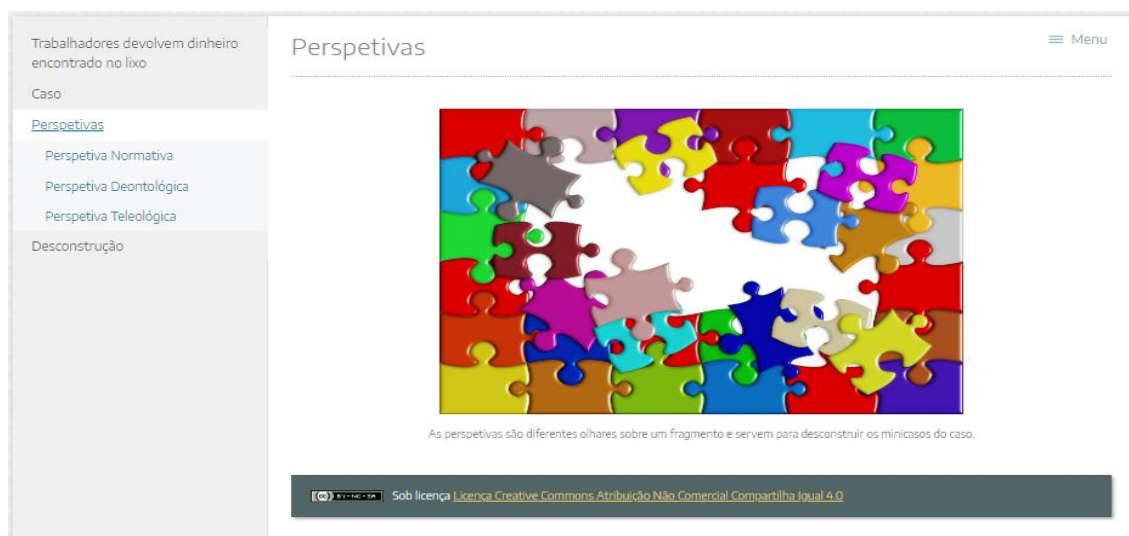 Trabalhadores devolvem dinheiro
encontrado no lixo
Caso
Perspetivas
Perspetiva Normativa
Perspetiva Deontológica
Perspetiva Teleológica
Desconstrução
Perspetivas
Menu
As perspetivas são diferentes olhares sobre um fragmento e servem para desconstruir os minicasos do caso.
(cc) BY-NC-SA Sob licença Licença Creative Commons Atribuição Não Comercial Compartilha Igual 4.0